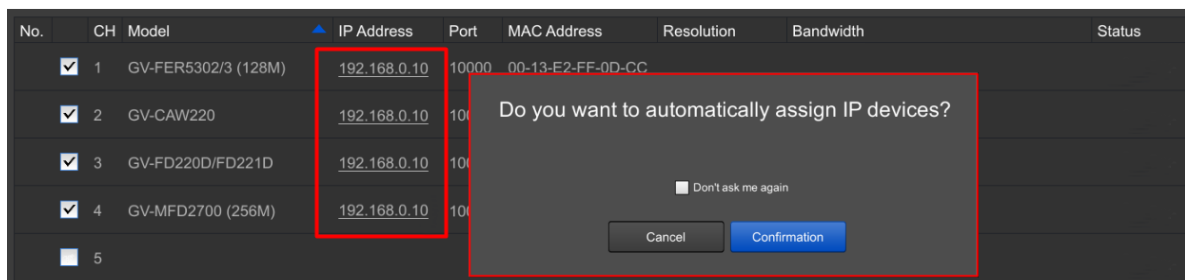 No. CH Model IP Address Port MAC Address Resolution Bandwidth Status
1 GV-FER5302/3 (128M) 192.168.0.10 10000 00-13-E2-FF-0D-CC
Do you want to automatically assign IP devices?
2 GV-CAW220 192.168.0.10
3 GV-FD220D/FD221D 192.168.0.10
Don't ask me again
4 GV-MFD2700 (256M) 192.168.0.10
Cancel Confirmation
5